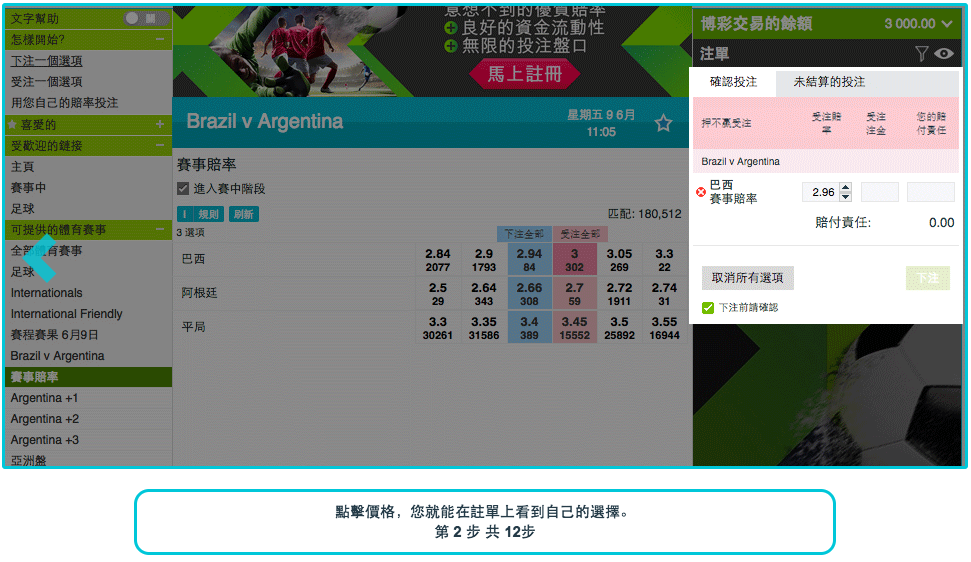 文字幫助 關
怎樣開始? −
下注一個選項
受注一個選項
用您自己的賠率投注
喜愛的 +
受歡迎的鏈接 −
主頁
賽事中
足球
可提供的體育賽事 −
全部體育賽事
足球
Internationals
International Friendly
賽程賽果 6月9日
Brazil v Argentina
賽事賠率
Argentina +1
Argentina +2
Argentina +3
亞洲盤
意想不到的優質賠率
良好的資金流動性
無限的投注盤口
馬上註冊
Brazil v Argentina
星期五 9 6月
11:05
賽事賠率
進入賽中階段
i 規則 刷新
匹配: 180,512
3 選項 下注全部 受注全部
巴西 2.84 2.9 2.94 3 3.05 3.3
2077 1793 84 302 269 22
阿根廷 2.5 2.64 2.66 2.7 2.72 2.74
29 343 308 59 1911 31
平局 3.3 3.35 3.4 3.45 3.5 3.55
30261 31586 389 15552 25892 16944
博彩交易的餘額 3 000.00
注單
確認投注 未結算的投注
押不贏受注 受注賠率 受注注金 您的賠付責任
Brazil v Argentina
巴西
賽事賠率 2.96
賠付責任: 0.00
取消所有選項 下注
下注前請確認
點擊價格，您就能在註單上看到自己的選擇。
第 2 步 共 12步